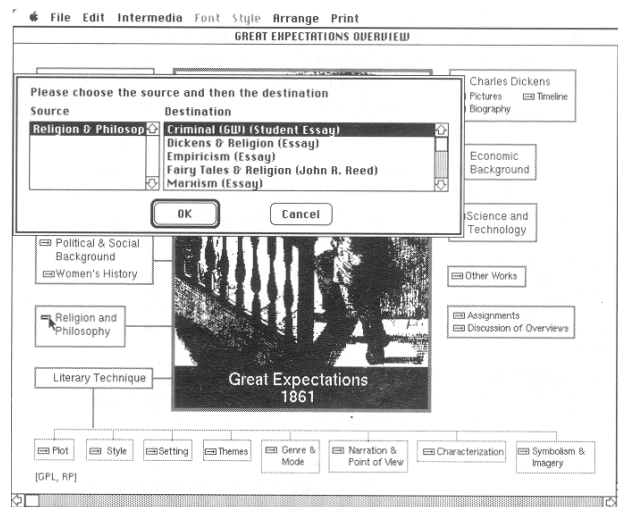 File Edit Intermedia Font Style Arrange Print
GREAT EXPECTATIONS OVERVIEW
Please choose the source and then the destination
Source
Destination
Religion & Philosop
Criminal (GW) (Student Essay)
Dickens & Religion (Essay)
Empiricism (Essay)
Fairy Tales & Religion (John R. Reed)
Marxism (Essay)
OK
Cancel
Charles Dickens
Pictures
Timeline
Biography
Economic
Background
Science and
Technology
Political & Social
Background
Women's History
Other Works
Religion and
Philosophy
Assignments
Discussion of Overviews
Literary Technique
Great Expectations
1861
Plot
Style
Setting
Themes
Genre &
Mode
Narration &
Point of View
Characterization
Symbolism &
Imagery
[GPL, RP]